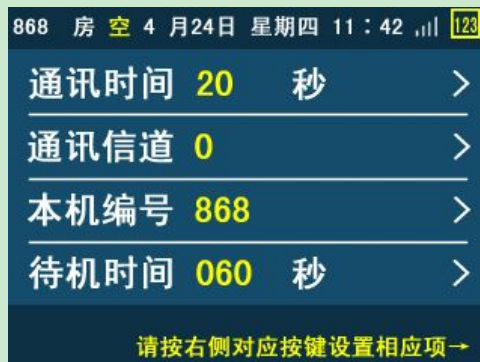 868 房 空 4 月24日 星期四 11：42 123
通讯时间 20 秒
通讯信道 0
本机编号 868
待机时间 060 秒
请按右侧对应按键设置相应项→